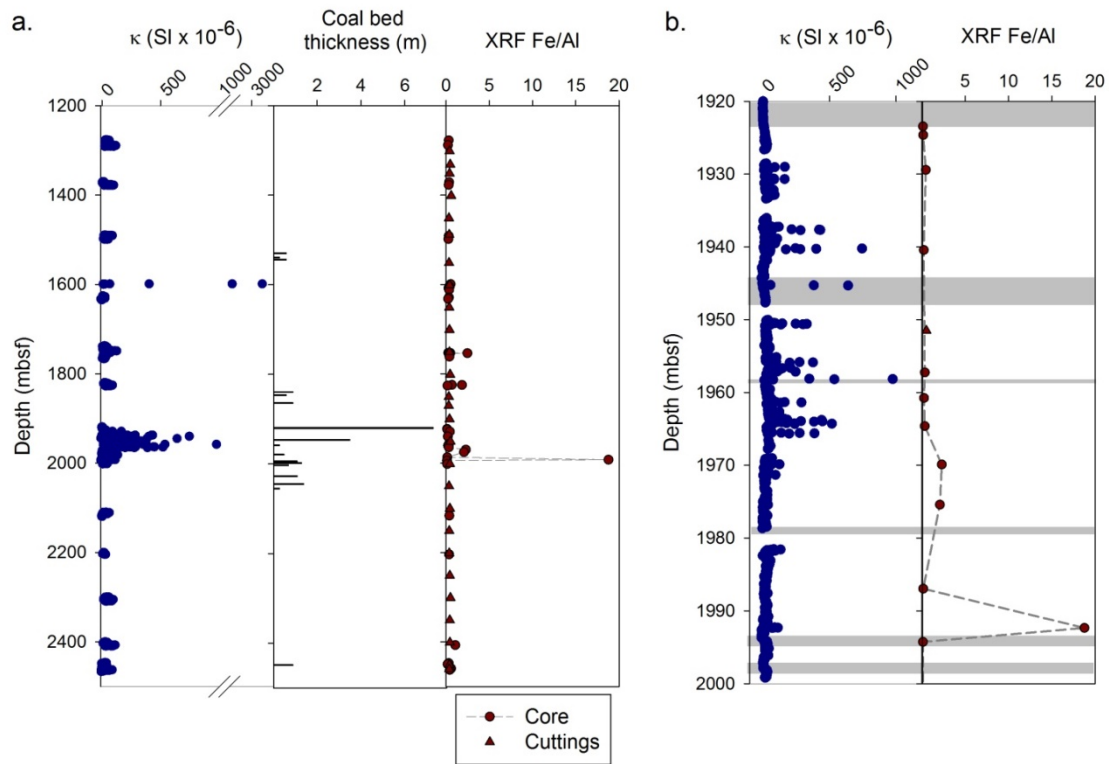 a.
κ (SI x 10-6)
Coal bed
thickness (m)
XRF Fe/Al
0 500 1000 3000
2 4 6
0 5 10 15 20
1200
1400
1600
1800
2000
2200
2400
Depth (mbsf)
Core
Cuttings
b.
κ (SI x 10-6)
XRF Fe/Al
0 500 1000
5 10 15 20
1920
1930
1940
1950
1960
1970
1980
1990
2000
Depth (mbsf)